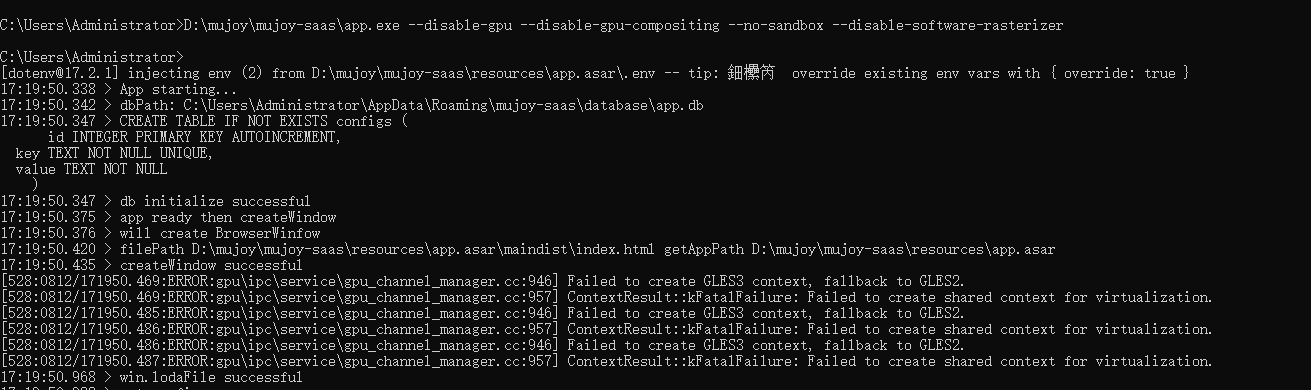 C:\Users\Administrator>D:\mujoy\mujoy-saas\app.exe --disable-gpu --disable-gpu-compositing --no-sandbox --disable-software-rasterizer
C:\Users\Administrator>
[dotenv@17.2.1] injecting env (2) from D:\mujoy\mujoy-saas\resources\app.asar\.env -- tip: override existing env vars with { override: true }
17:19:50.338 > App starting...
17:19:50.342 > dbPath: C:\Users\Administrator\AppData\Roaming\mujoy-saas\database\app.db
17:19:50.347 > CREATE TABLE IF NOT EXISTS configs (
id INTEGER PRIMARY KEY AUTOINCREMENT,
key TEXT NOT NULL UNIQUE,
value TEXT NOT NULL
)
17:19:50.347 > db initialize successful
17:19:50.375 > app ready then createWindow
17:19:50.376 > will create BrowserWinfow
17:19:50.420 > filePath D:\mujoy\mujoy-saas\resources\app.asar\maindist\index.html getAppPath D:\mujoy\mujoy-saas\resources\app.asar
17:19:50.435 > createWindow successful
[528:0812/171950.469:ERROR:gpu\ipc\service\gpu_channel_manager.cc:946] Failed to create GLES3 context, fallback to GLES2.
[528:0812/171950.469:ERROR:gpu\ipc\service\gpu_channel_manager.cc:957] ContextResult::kFatalFailure: Failed to create shared context for virtualization.
[528:0812/171950.485:ERROR:gpu\ipc\service\gpu_channel_manager.cc:946] Failed to create GLES3 context, fallback to GLES2.
[528:0812/171950.486:ERROR:gpu\ipc\service\gpu_channel_manager.cc:957] ContextResult::kFatalFailure: Failed to create shared context for virtualization.
[528:0812/171950.486:ERROR:gpu\ipc\service\gpu_channel_manager.cc:946] Failed to create GLES3 context, fallback to GLES2.
[528:0812/171950.487:ERROR:gpu\ipc\service\gpu_channel_manager.cc:957] ContextResult::kFatalFailure: Failed to create shared context for virtualization.
17:19:50.968 > win.lodaFile successful